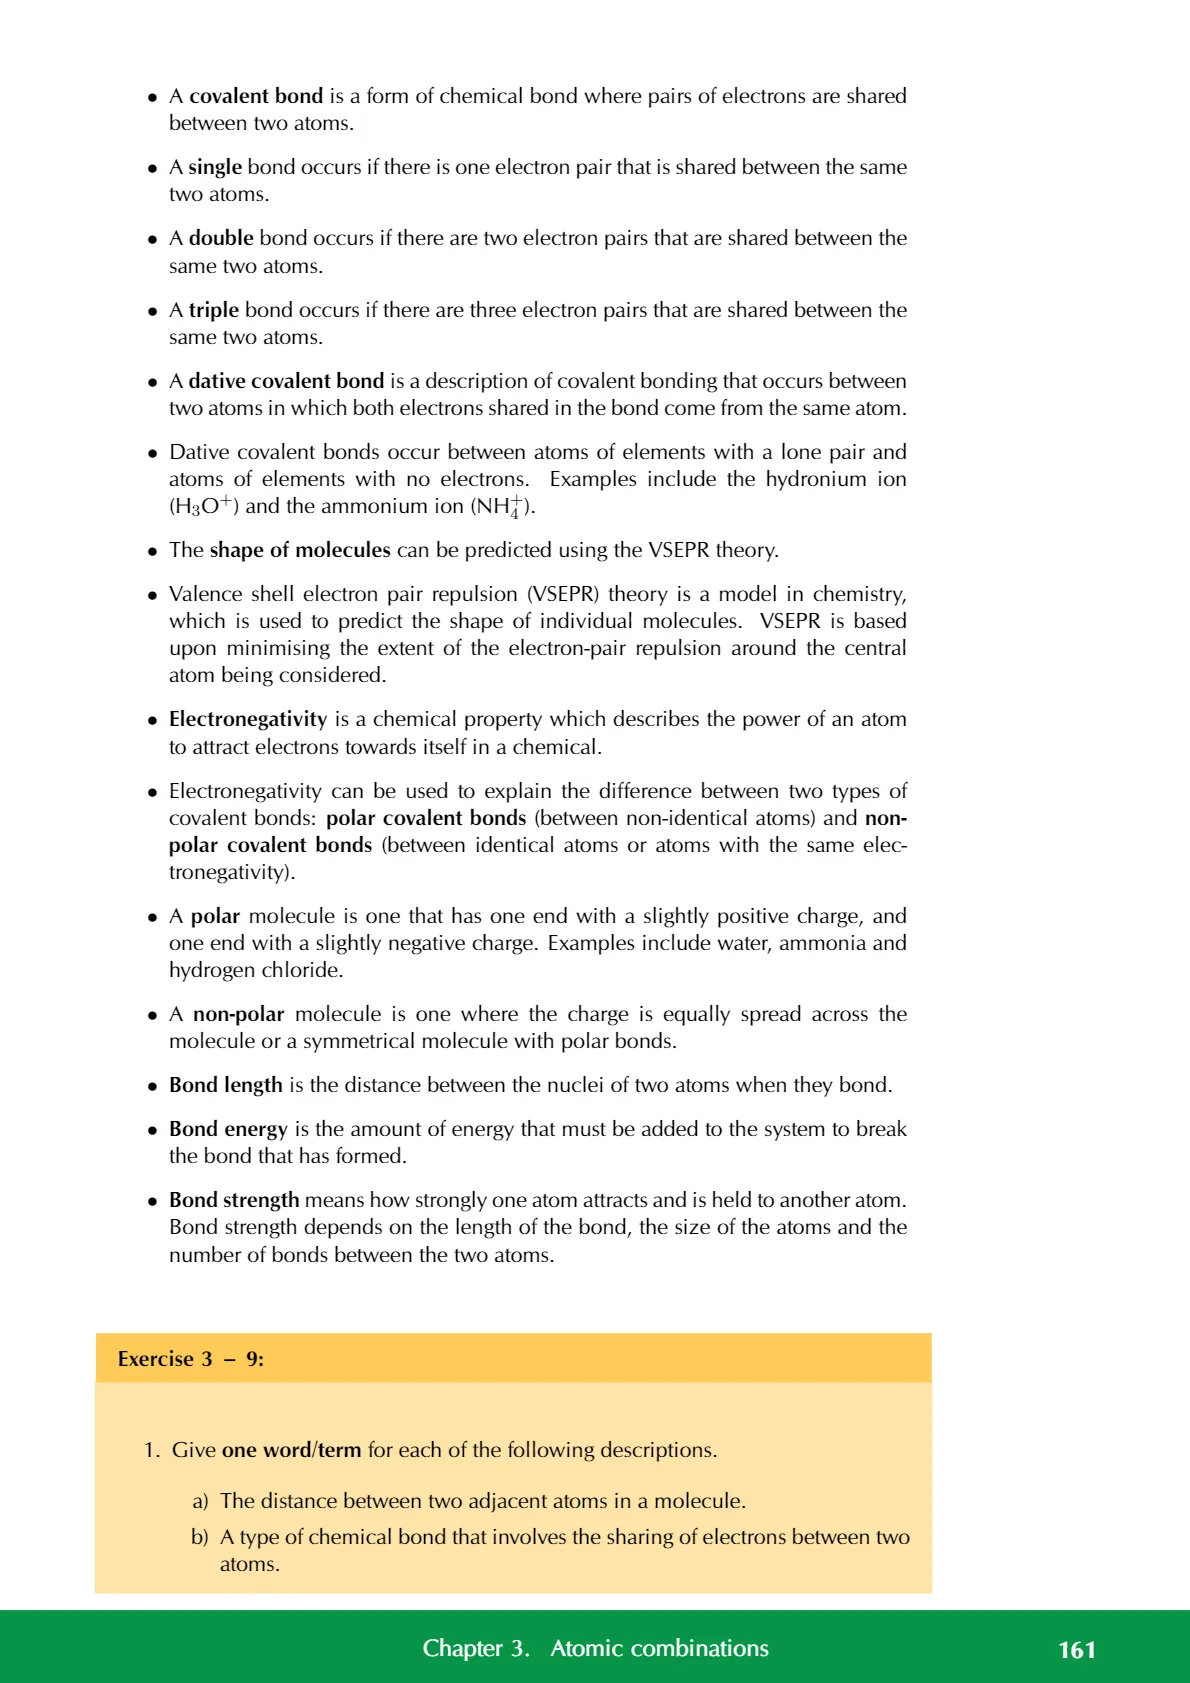 • A covalent bond is a form of chemical bond where pairs of electrons are shared
between two atoms.
• A single bond occurs if there is one electron pair that is shared between the same
two atoms.
• A double bond occurs if there are two electron pairs that are shared between the
same two atoms.
• A triple bond occurs if there are three electron pairs that are shared between the
same two atoms.
• A dative covalent bond is a description of covalent bonding that occurs between
two atoms in which both electrons shared in the bond come from the same atom.
• Dative covalent bonds occur between atoms of elements with a lone pair and
atoms of elements with no electrons. Examples include the hydronium ion
(H₃O⁺) and the ammonium ion (NH₄⁺).
• The shape of molecules can be predicted using the VSEPR theory.
• Valence shell electron pair repulsion (VSEPR) theory is a model in chemistry,
which is used to predict the shape of individual molecules. VSEPR is based
upon minimising the extent of the electron-pair repulsion around the central
atom being considered.
• Electronegativity is a chemical property which describes the power of an atom
to attract electrons towards itself in a chemical.
• Electronegativity can be used to explain the difference between two types of
covalent bonds: polar covalent bonds (between non-identical atoms) and non-
polar covalent bonds (between identical atoms or atoms with the same elec-
tronegativity).
• A polar molecule is one that has one end with a slightly positive charge, and
one end with a slightly negative charge. Examples include water, ammonia and
hydrogen chloride.
• A non-polar molecule is one where the charge is equally spread across the
molecule or a symmetrical molecule with polar bonds.
• Bond length is the distance between the nuclei of two atoms when they bond.
• Bond energy is the amount of energy that must be added to the system to break
the bond that has formed.
• Bond strength means how strongly one atom attracts and is held to another atom.
Bond strength depends on the length of the bond, the size of the atoms and the
number of bonds between the two atoms.
Exercise 3 – 9:
1. Give one word/term for each of the following descriptions.
a) The distance between two adjacent atoms in a molecule.
b) A type of chemical bond that involves the sharing of electrons between two
atoms.
Chapter 3. Atomic combinations 161